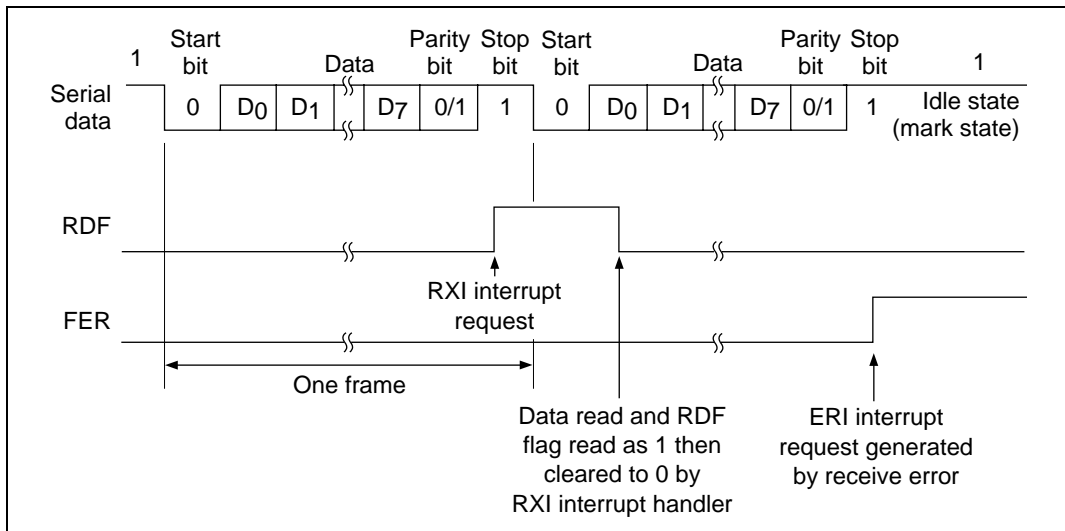 1 Start bit Data Parity bit Stop bit Start bit Data Parity bit Stop bit 1
Serial data 0 D0 D1 D7 0/1 1 0 D0 D1 D7 0/1 1 Idle state (mark state)
RDF
RXI interrupt
request
FER
One frame
Data read and RDF
flag read as 1 then
cleared to 0 by
RXI interrupt handler
ERI interrupt
request generated
by receive error